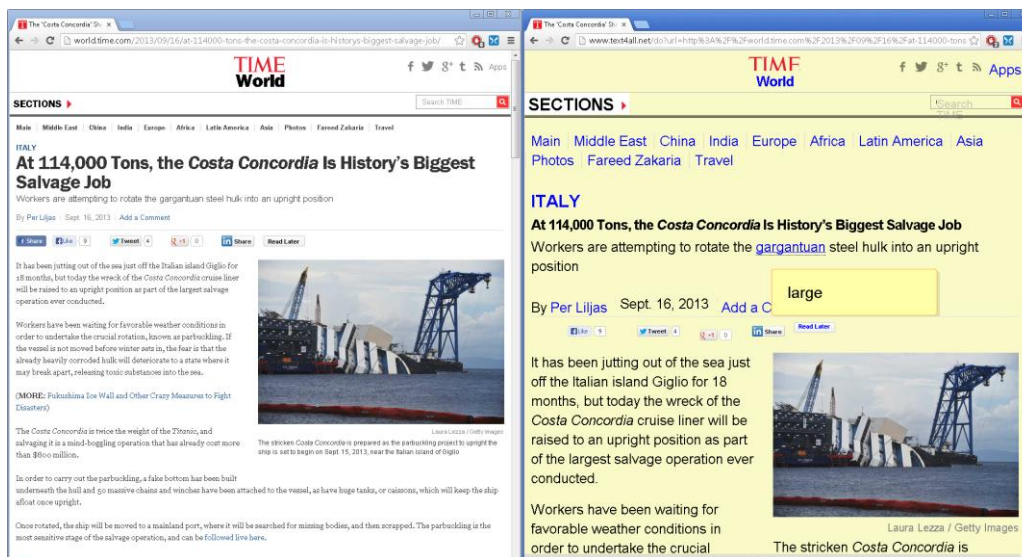 The 'Costa Concordia' Sh
world.time.com/2013/09/16/at-114000-tons-the-costa-concordia-is-historys-biggest-salvage-job/
TIME
World
Apps
SECTIONS
Search TIME
Main Middle East China India Europe Africa Latin America Asia Photos Fareed Zakaria Travel
ITALY
At 114,000 Tons, the Costa Concordia Is History's Biggest
Salvage Job
Workers are attempting to rotate the gargantuan steel hulk into an upright position
By Per Liljas Sept. 16, 2013 Add a Comment
Share Like 9 Tweet 4 +1 0 Share Read Later
It has been jutting out of the sea just off the Italian island Giglio for
18 months, but today the wreck of the Costa Concordia cruise liner
will be raised to an upright position as part of the largest salvage
operation ever conducted.
Workers have been waiting for favorable weather conditions in
order to undertake the crucial rotation, known as parbuckling. If
the vessel is not moved before winter sets in, the fear is that the
already heavily corroded hulk will deteriorate to a state where it
may break apart, releasing toxic substances into the sea.
(MORE: Fukushima Ice Wall and Other Crazy Measures to Fight
Disasters)
The Costa Concordia is twice the weight of the Titanic, and
salvaging it is a mind-boggling operation that has already cost more
than $800 million.
Laura Lezza / Getty Images
The stricken Costa Concordia is prepared as the parbuckling project to upright the
ship is set to begin on Sept. 15, 2013, near the Italian island of Giglio
In order to carry out the parbuckling, a fake bottom has been built
underneath the hull and 50 massive chains and winches have been attached to the vessel, as have huge tanks, or caissons, which will keep the ship
afloat once upright.
Once rotated, the ship will be moved to a mainland port, where it will be searched for missing bodies, and then scrapped. The parbuckling is the
most sensitive stage of the salvage operation, and can be followed live here.
The 'Costa Concordia' Sh
www.text4all.net/do?url=http%3A%2F%2Fworld.time.com%2F2013%2F09%2F16%2Fat-114000-tons
TIME
World
Apps
SECTIONS
Search
TIME
Main Middle East China India Europe Africa Latin America Asia
Photos Fareed Zakaria Travel
ITALY
At 114,000 Tons, the Costa Concordia Is History's Biggest Salvage Job
Workers are attempting to rotate the gargantuan steel hulk into an upright
position
large
By Per Liljas Sept. 16, 2013 Add a C
Like 9 Tweet 4 +1 0 Share Read Later
It has been jutting out of the sea just
off the Italian island Giglio for 18
months, but today the wreck of the
Costa Concordia cruise liner will be
raised to an upright position as part
of the largest salvage operation ever
conducted.
Workers have been waiting for
favorable weather conditions in
order to undertake the crucial
Laura Lezza / Getty Images
The stricken Costa Concordia is